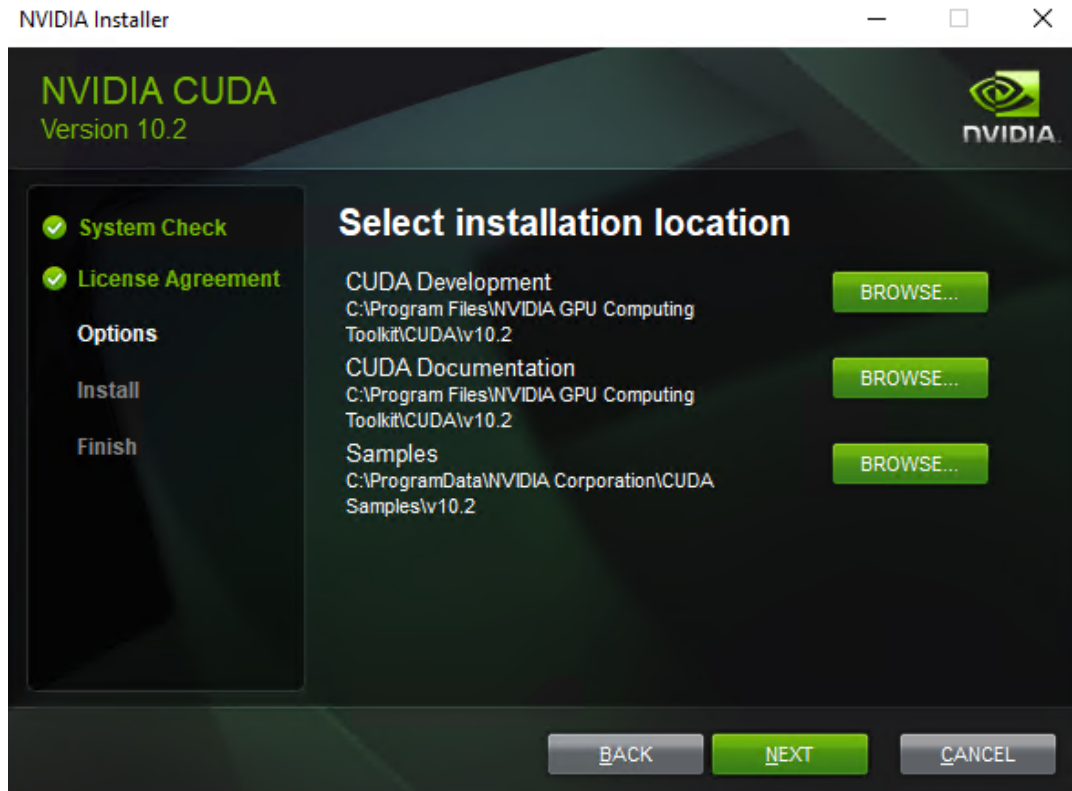 NVIDIA Installer
NVIDIA CUDA
Version 10.2
NVIDIA
System Check
License Agreement
Options
Install
Finish
Select installation location
CUDA Development
C:\Program Files\NVIDIA GPU Computing
Toolkit\CUDA\v10.2
BROWSE...
CUDA Documentation
C:\Program Files\NVIDIA GPU Computing
Toolkit\CUDA\v10.2
BROWSE...
Samples
C:\ProgramData\NVIDIA Corporation\CUDA
Samples\v10.2
BROWSE...
BACK
NEXT
CANCEL